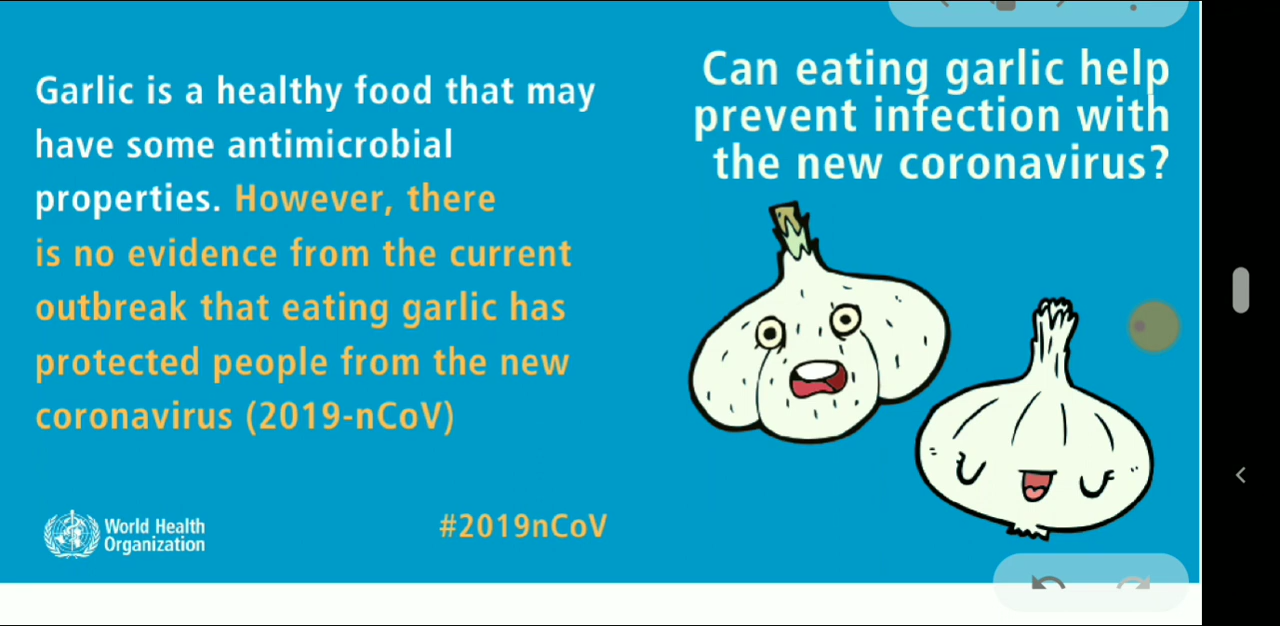 Can eating garlic help
prevent infection with
the new coronavirus?
Garlic is a healthy food that may
have some antimicrobial
properties. However, there
is no evidence from the current
outbreak that eating garlic has
protected people from the new
coronavirus (2019-nCoV)
World Health
Organization
#2019nCoV